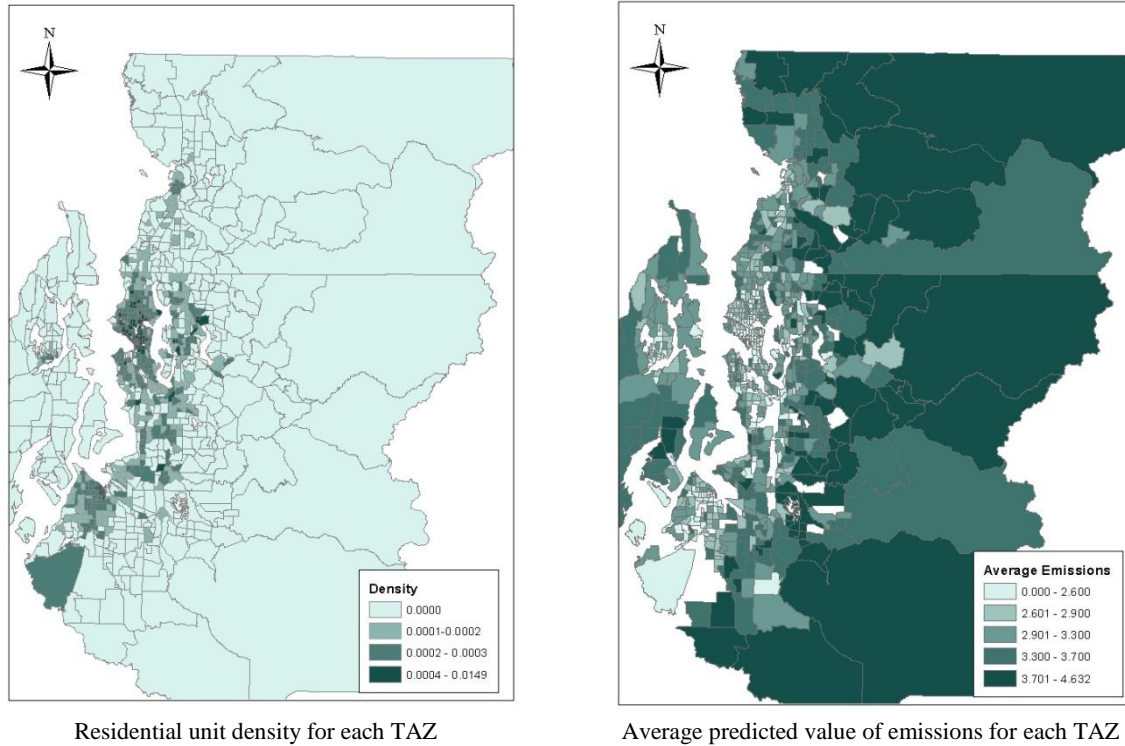 N
Density
0.0000
0.0001-0.0002
0.0002 - 0.0003
0.0004 - 0.0149
Residential unit density for each TAZ
N
Average Emissions
0.000 - 2.600
2.601 - 2.900
2.901 - 3.300
3.300 - 3.700
3.701 - 4.632
Average predicted value of emissions for each TAZ